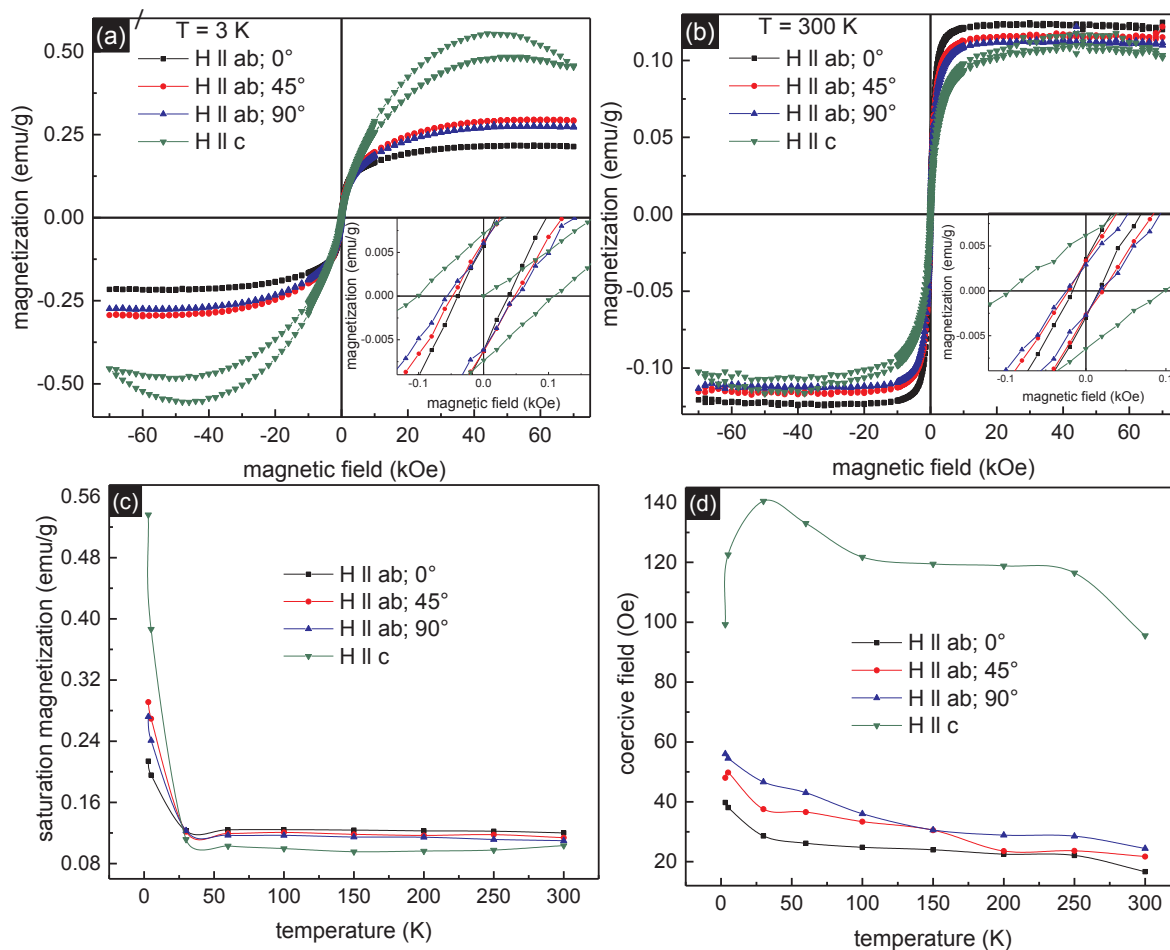 (a)
T = 3 K
H ll ab; 0°
H ll ab; 45°
H ll ab; 90°
H ll c
magnetization (emu/g)
0.50
0.25
0.00
-0.25
-0.50
-60
-40
-20
0
20
40
60
magnetic field (kOe)
magnetization (emu/g)
0.005
0.000
-0.005
-0.1
0.0
0.1
magnetic field (kOe)
(b)
T = 300 K
H ll ab; 0°
H ll ab; 45°
H ll ab; 90°
H ll c
magnetization (emu/g)
0.10
0.05
0.00
-0.05
-0.10
-60
-40
-20
0
20
40
60
magnetic field (kOe)
magnetization (emu/g)
0.005
0.000
-0.005
-0.1
0.0
0.1
magnetic field (kOe)
(c)
H ll ab; 0°
H ll ab; 45°
H ll ab; 90°
H ll c
saturation magnetization (emu/g)
0.56
0.48
0.40
0.32
0.24
0.16
0.08
0
50
100
150
200
250
300
temperature (K)
(d)
H ll ab; 0°
H ll ab; 45°
H ll ab; 90°
H ll c
coercive field (Oe)
140
120
100
80
60
40
20
0
50
100
150
200
250
300
temperature (K)